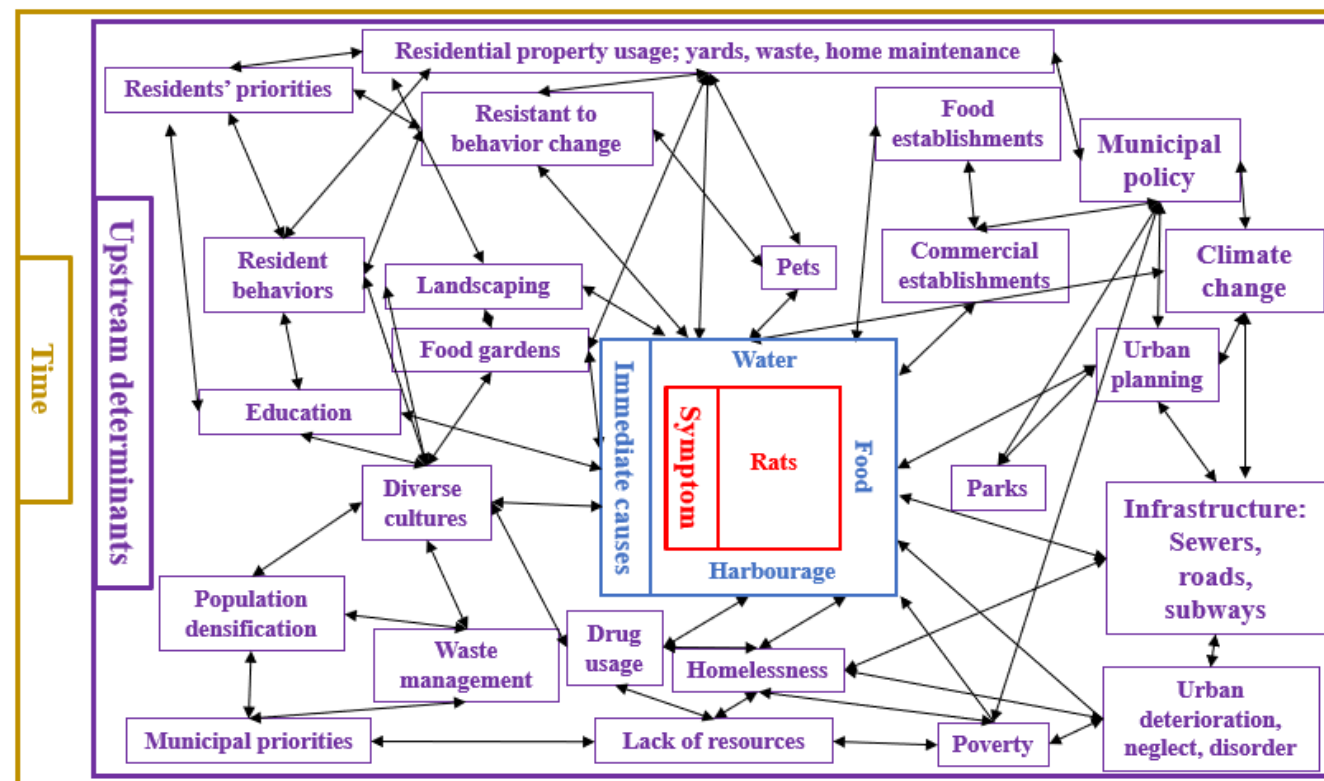 Time
Upstream determinants
Residential property usage; yards, waste, home maintenance
Residents' priorities
Resistant to
behavior change
Food
establishments
Municipal
policy
Resident
behaviors
Landscaping
Pets
Commercial
establishments
Climate
change
Food gardens
Urban
planning
Education
Immediate causes
Water
Symptom
Rats
Food
Harbourage
Parks
Diverse
cultures
Infrastructure:
Sewers,
roads,
subways
Population
densification
Waste
management
Drug
usage
Homelessness
Urban
deterioration,
neglect, disorder
Municipal priorities
Lack of resources
Poverty